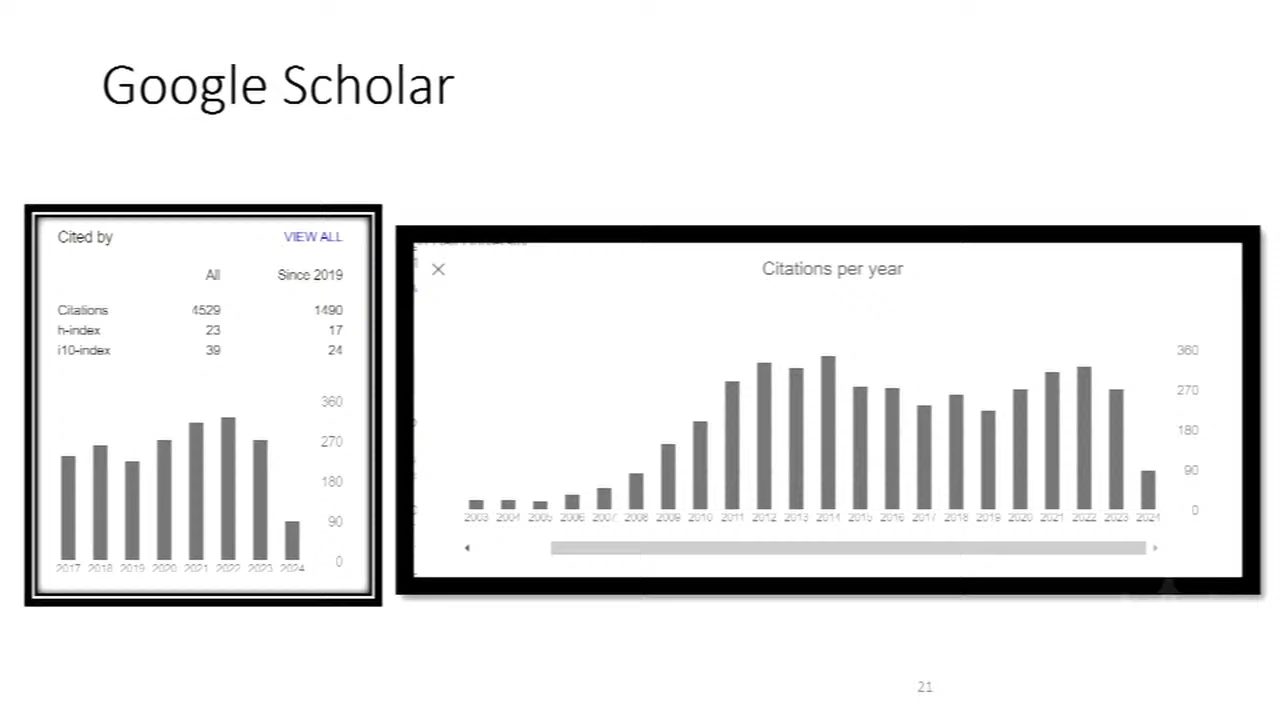 Google Scholar
Cited by VIEW ALL
All Since 2019
Citations 4529 1490
h-index 23 17
i10-index 39 24
360
270
180
90
0
2017 2018 2019 2020 2021 2022 2023 2024
Citations per year
360
270
180
90
0
2003 2004 2005 2006 2007 2008 2009 2010 2011 2012 2013 2014 2015 2016 2017 2018 2019 2020 2021 2022 2023 2024
21